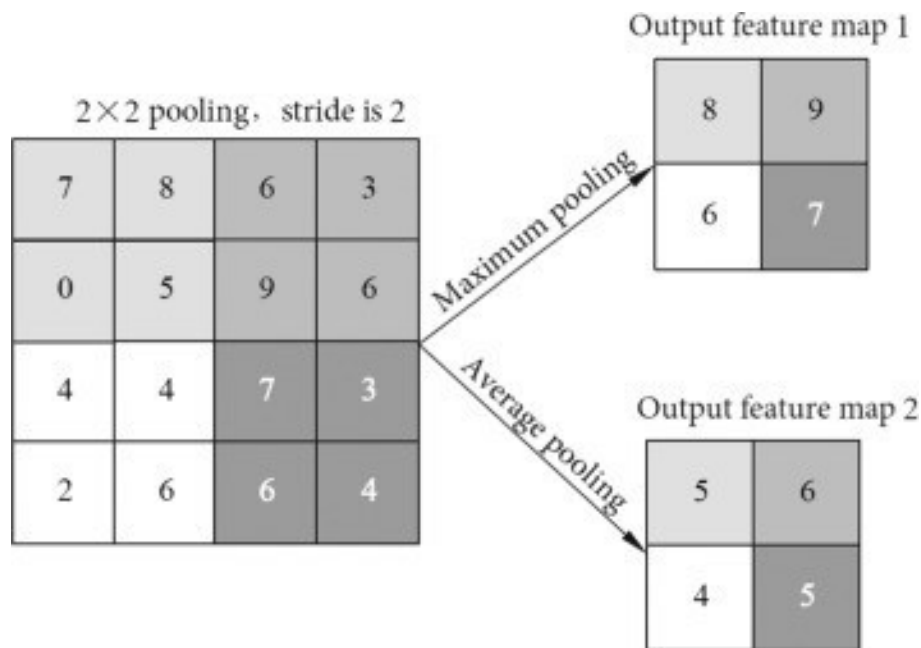 Output feature map 1
2×2 pooling, stride is 2
8 9
6 7
7 8 6 3
0 5 9 6
4 4 7 3
2 6 6 4
Maximum pooling
Average pooling
Output feature map 2
5 6
4 5